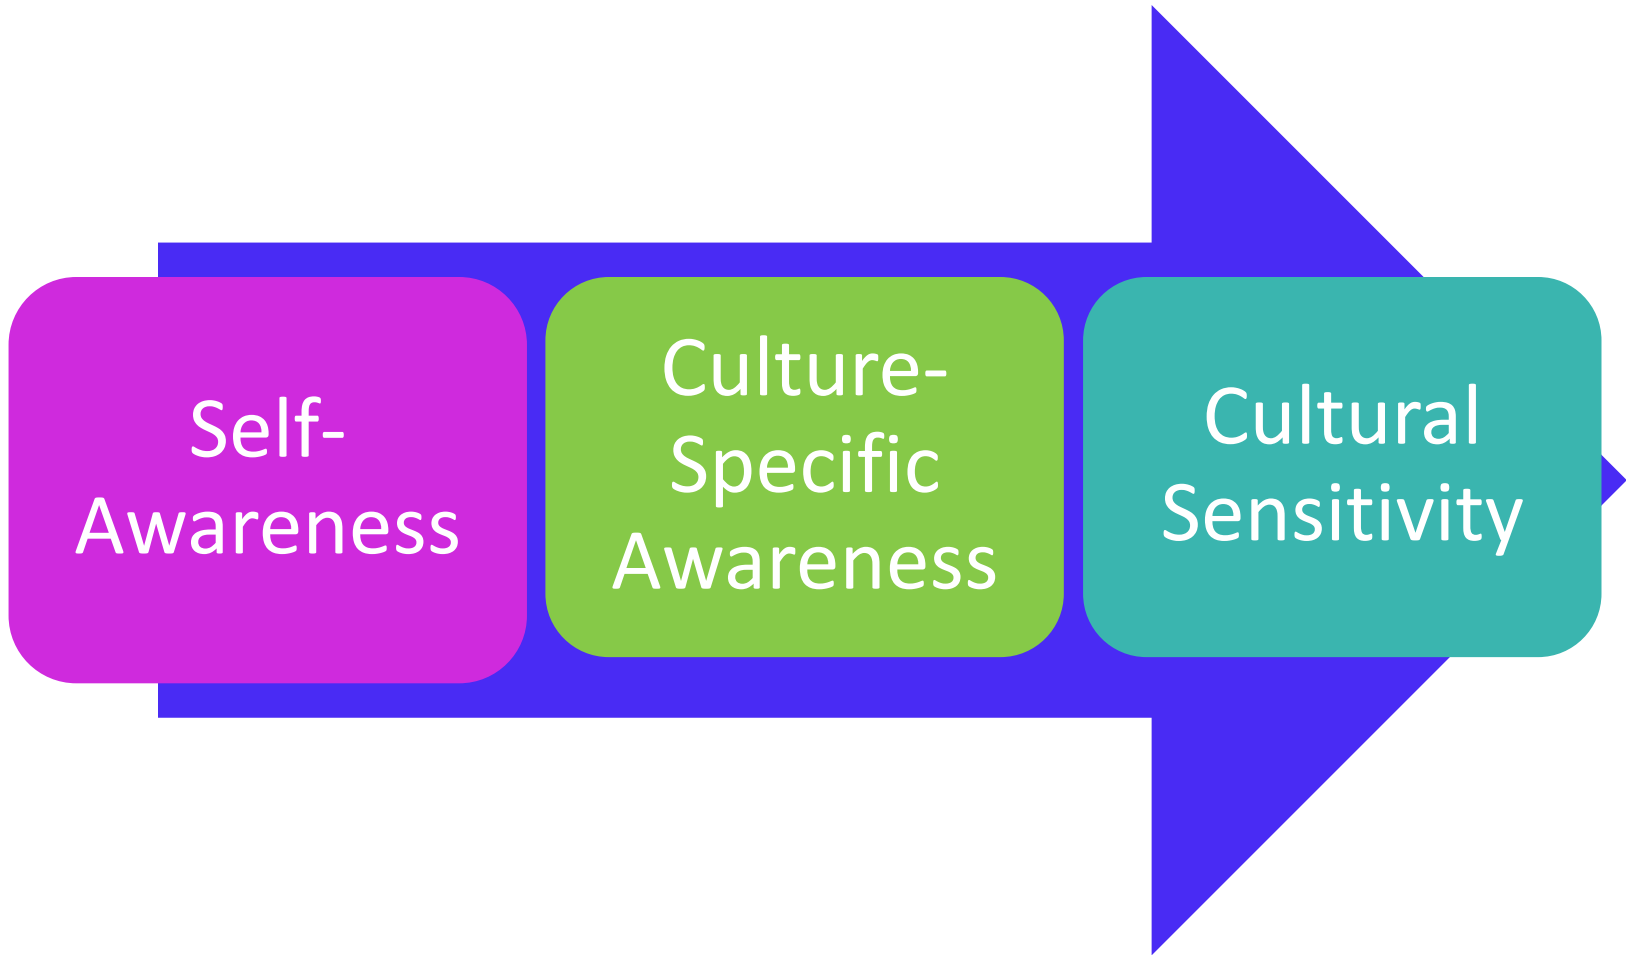 Self-
Awareness
Culture-
Specific
Awareness
Cultural
Sensitivity